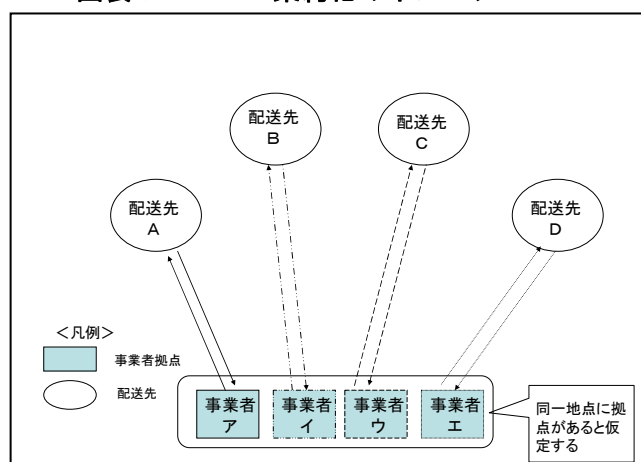 配送先
B
配送先
C
配送先
A
配送先
D
<凡例>
事業者拠点
配送先
事業者
ア
事業者
イ
事業者
ウ
事業者
エ
同一地点に拠
点があると仮
定する